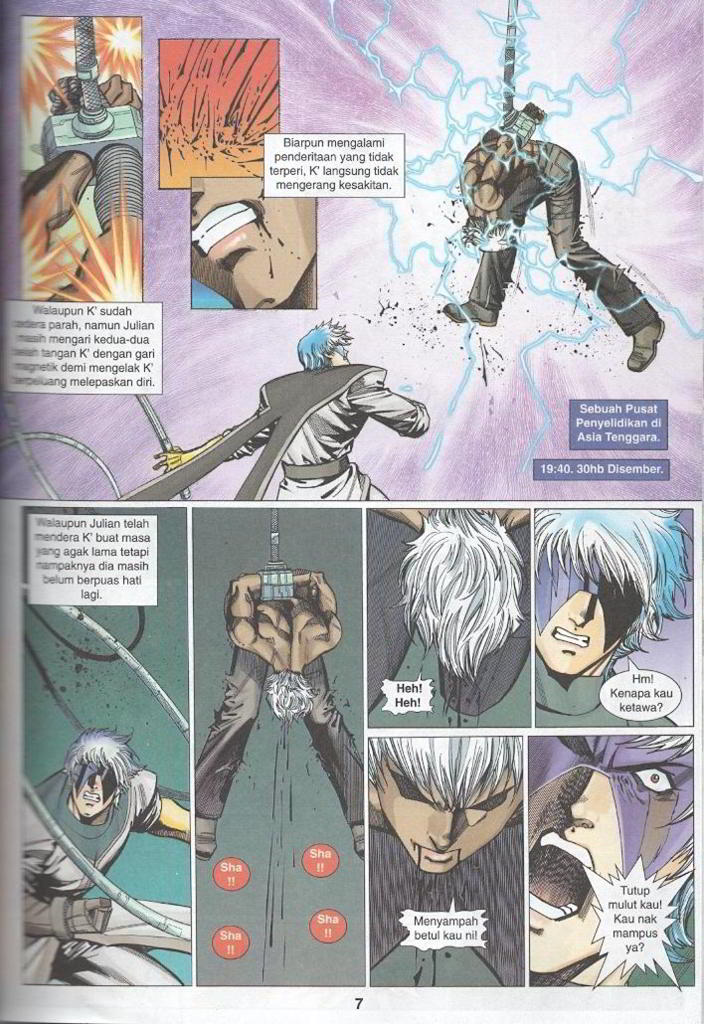 Biarpun mengalami
penderitaan yang tidak
terperi, K' langsung tidak
mengerang kesakitan.
Walaupun K' sudah
cedera parah, namun Julian
masih mengari kedua-dua
belah tangan K' dengan gari
magnetik demi mengelak K'
berpeluang melepaskan diri.
Sebuah Pusat
Penyelidikan di
Asia Tenggara.
19:40. 30hb Disember.
Walaupun Julian telah
mendera K' buat masa
yang agak lama tetapi
nampaknya dia masih
belum berpuas hati
lagi.
Sha
!!
Sha
!!
Sha
!!
Sha
!!
Heh!
Heh!
Hm!
Kenapa kau
ketawa?
Menyampah
betul kau ni!
Tutup
mulut kau!
Kau nak
mampus
ya?
7